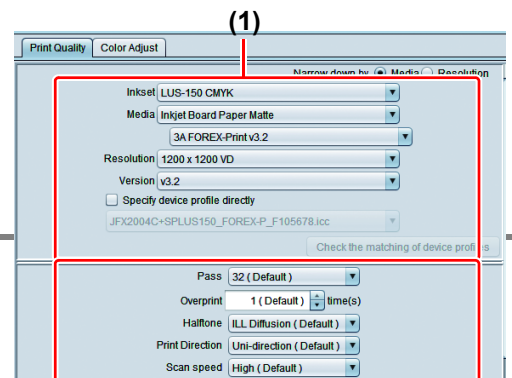 (1)
Print Quality Color Adjust
Narrow down by Media Resolution
Inkset LUS-150 CMYK
Media Inkjet Board Paper Matte
3A FOREX-Print v3.2
Resolution 1200 x 1200 VD
Version v3.2
Specify device profile directly
JFX2004C+SPLUS150_FOREX-P_F105678.icc
Check the matching of device profiles
Pass 32 ( Default )
Overprint 1 ( Default ) time(s)
Halftone ILL Diffusion ( Default )
Print Direction Uni-direction ( Default )
Scan speed High ( Default )